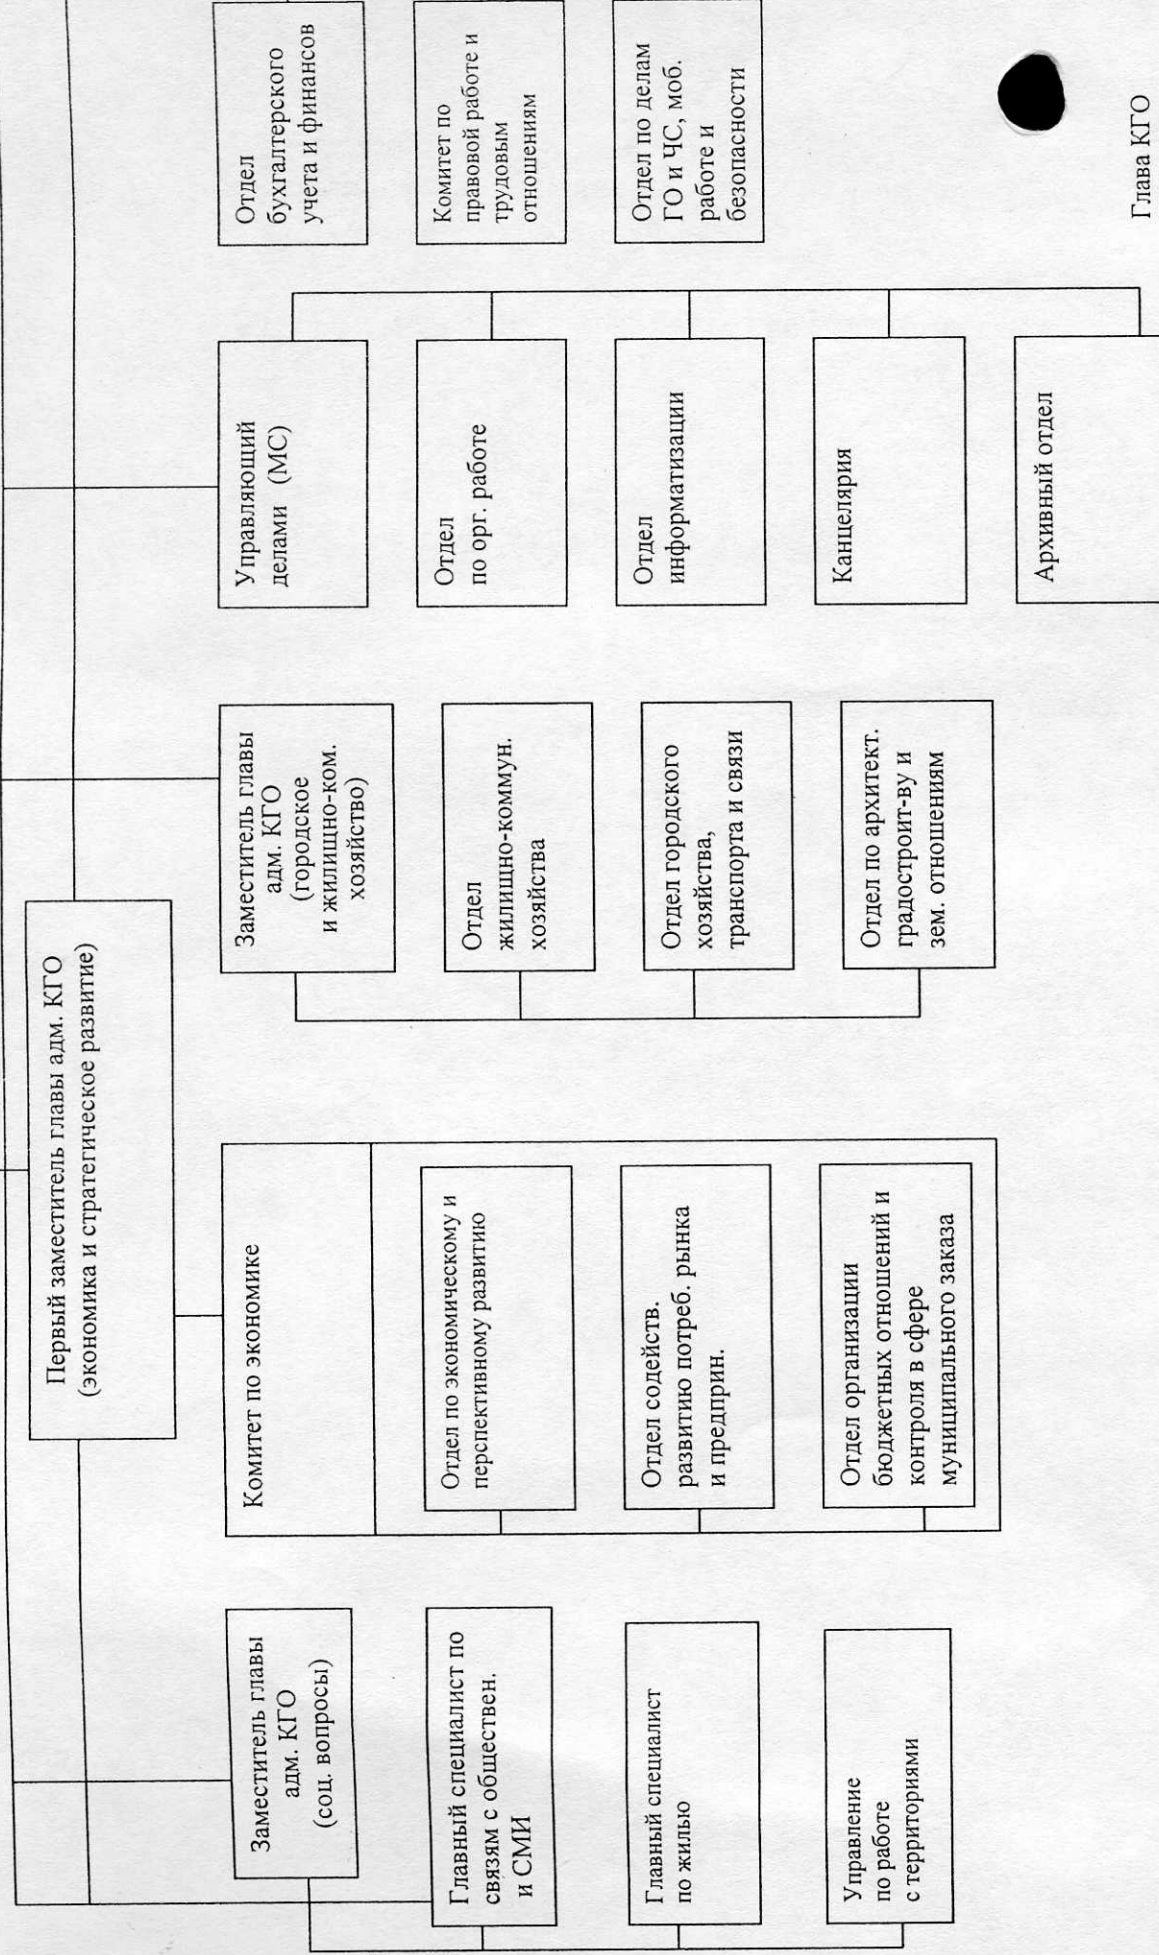 Первый заместитель главы адм. КГО
(экономика и стратегическое развитие)
Заместитель главы
адм. КГО
(соц. вопросы)
Главный специалист по
связям с обществен.
и СМИ
Главный специалист
по жилью
Управление
по работе
с территориями
Комитет по экономике
Отдел по экономическому и
перспективному развитию
Отдел содейств.
развитию потреб. рынка
и предприн.
Отдел организации
бюджетных отношений и
контроля в сфере
муниципального заказа
Заместитель главы
адм. КГО
(городское
и жилищно-ком.
хозяйство)
Отдел
жилищно-коммун.
хозяйства
Отдел городского
хозяйства,
транспорта и связи
Отдел по архитект.
градостроит-ву и
зем. отношениям
Управляющий
делами (МС)
Отдел
по орг. работе
Отдел
информатизации
Канцелярия
Архивный отдел
Отдел
бухгалтерского
учета и финансов
Комитет по
правовой работе и
трудовым
отношениям
Отдел по делам
ГО и ЧС, моб.
работе и
безопасности
Глава КГО